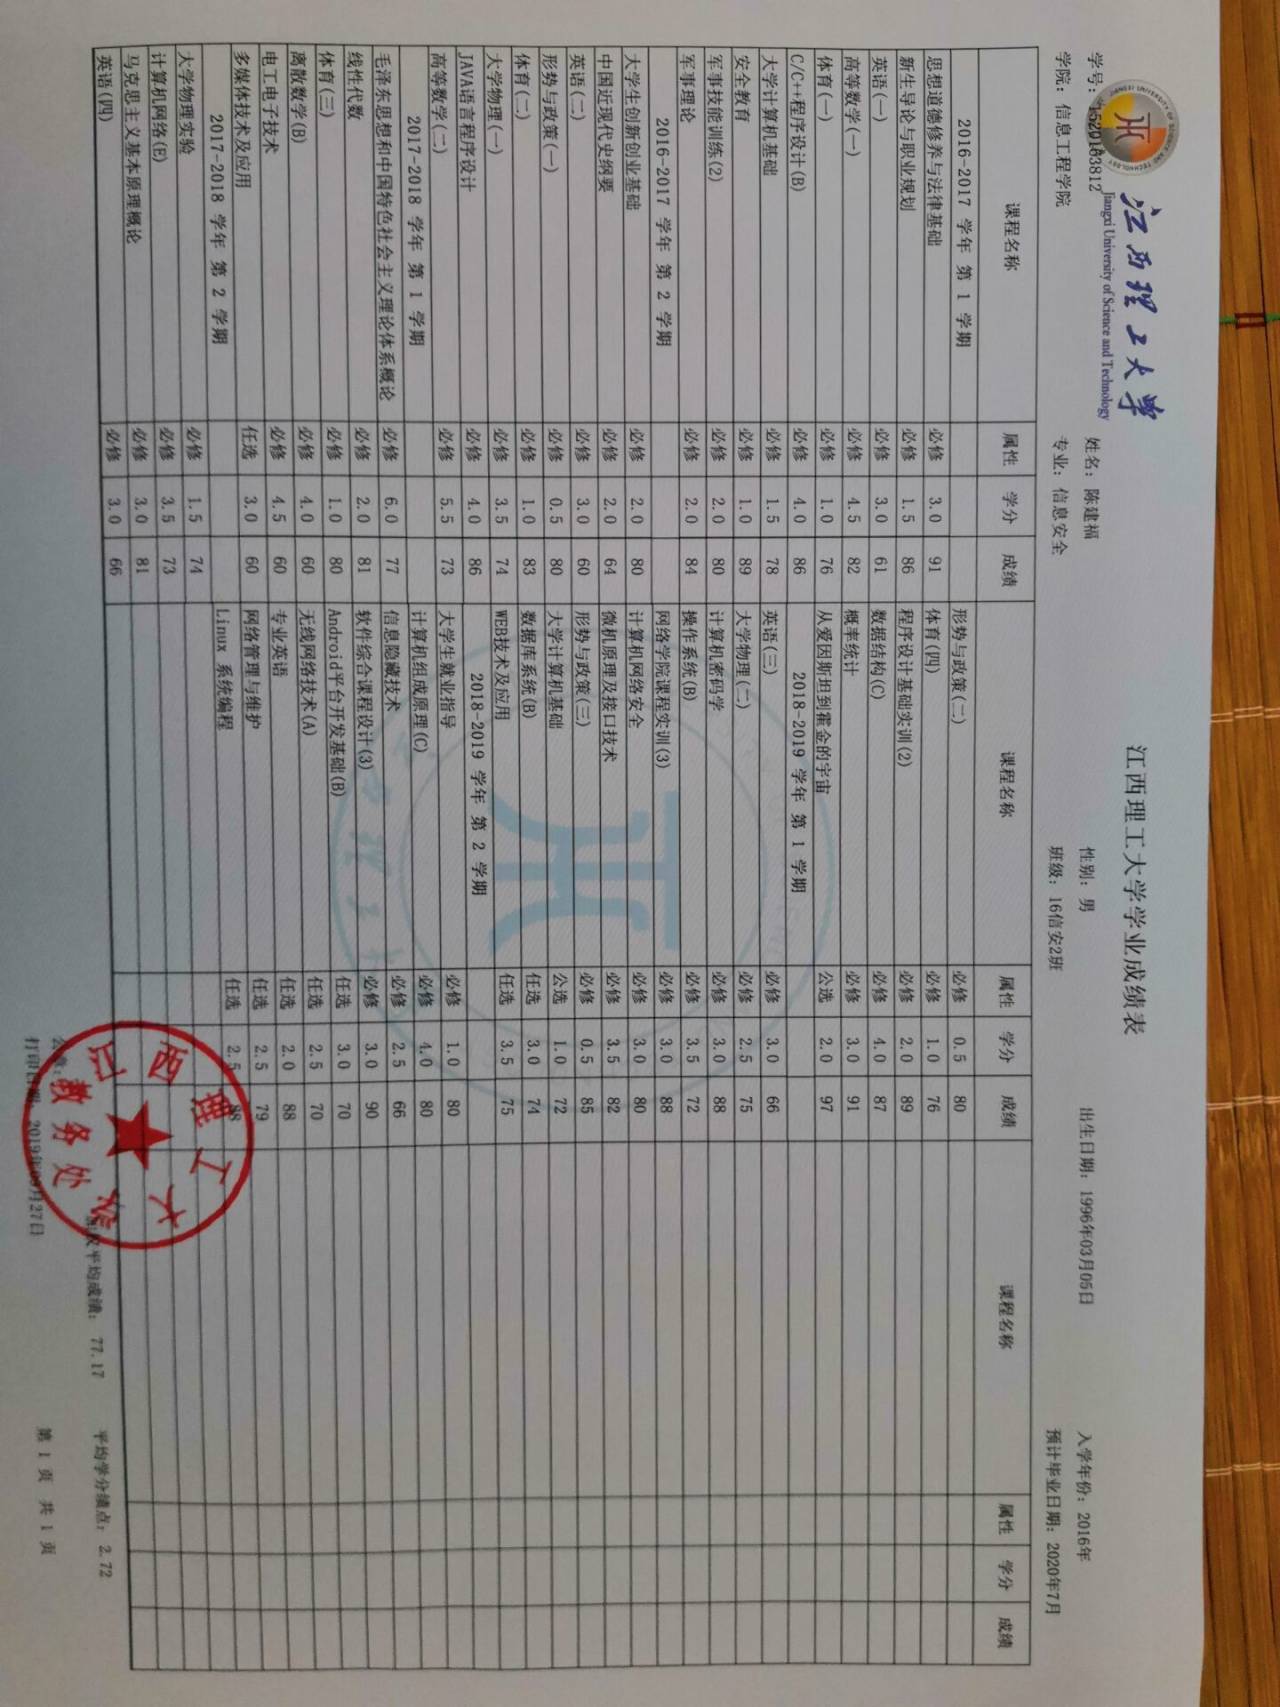 江西理工大学
Jiangxi University of Science and Technology
江西理工大学学业成绩表
学号: 1520163812 姓名: 陈建福 性别: 男 出生日期: 1996年03月05日 入学年份: 2016年
学院: 信息工程学院 专业: 信息安全 班级: 16信安2班 预计毕业日期: 2020年7月
课程名称 属性 学分 成绩 课程名称 属性 学分 成绩 课程名称 属性 学分 成绩
2016-2017 学年 第 1 学期 形势与政策(二) 必修 0.5 80
思想道德修养与法律基础 必修 3.0 91 体育(四) 必修 1.0 76
新生导论与职业规划 必修 1.5 86 程序设计基础实训(2) 必修 2.0 89
英语(一) 必修 3.0 61 数据结构(C) 必修 4.0 87
高等数学(一) 必修 4.5 82 概率统计 必修 3.0 91
体育(一) 必修 1.0 76 从爱因斯坦到霍金的宇宙 公选 2.0 97
C/C++程序设计(B) 必修 4.0 86 2018-2019 学年 第 1 学期
大学计算机基础 必修 1.5 78 英语(三) 必修 3.0 66
安全教育 必修 1.0 89 大学物理(二) 必修 2.5 75
军事技能训练(2) 必修 2.0 80 计算机密码学 必修 3.0 88
军事理论 必修 2.0 84 操作系统(B) 必修 3.5 72
2016-2017 学年 第 2 学期 网络学院课程实训(3) 必修 3.0 88
大学生创新创业基础 必修 2.0 80 计算机网络安全 必修 3.0 80
中国近现代史纲要 必修 2.0 64 微机原理及接口技术 必修 3.5 82
英语(二) 必修 3.0 60 形势与政策(三) 必修 0.5 85
形势与政策(一) 必修 0.5 80 大学计算机基础 公选 1.0 72
体育(二) 必修 1.0 83 数据库系统(B) 任选 3.0 74
大学物理(一) 必修 3.5 74 WEB技术及应用 任选 3.5 75
JAVA语言程序设计 必修 4.0 86 2018-2019 学年 第 2 学期
高等数学(二) 必修 5.5 73 大学生就业指导 必修 1.0 80
2017-2018 学年 第 1 学期 计算机组成原理(C) 必修 4.0 80
毛泽东思想和中国特色社会主义理论体系概论 必修 6.0 77 信息隐藏技术 必修 2.5 66
线性代数 必修 2.0 81 软件综合课程设计(3) 必修 3.0 90
体育(三) 必修 1.0 80 Android平台开发基础(B) 任选 3.0 70
离散数学(B) 必修 4.0 60 无线网络技术(A) 任选 2.5 70
电工电子技术 必修 4.5 60 专业英语 任选 2.0 88
多媒体技术及应用 任选 3.0 60 网络管理与维护 任选 2.5 79
2017-2018 学年 第 2 学期 Linux 系统编程 任选 2.5 88
大学物理实验 必修 1.5 74
计算机网络(E) 必修 3.5 73
马克思主义基本原理概论 必修 3.0 81
英语(四) 必修 3.0 66
平均成绩: 77.17 平均学分绩点: 2.72
公章:
打印日期: 2019年 月27日 第 1 页 共 1 页
江西理工大学
教务处